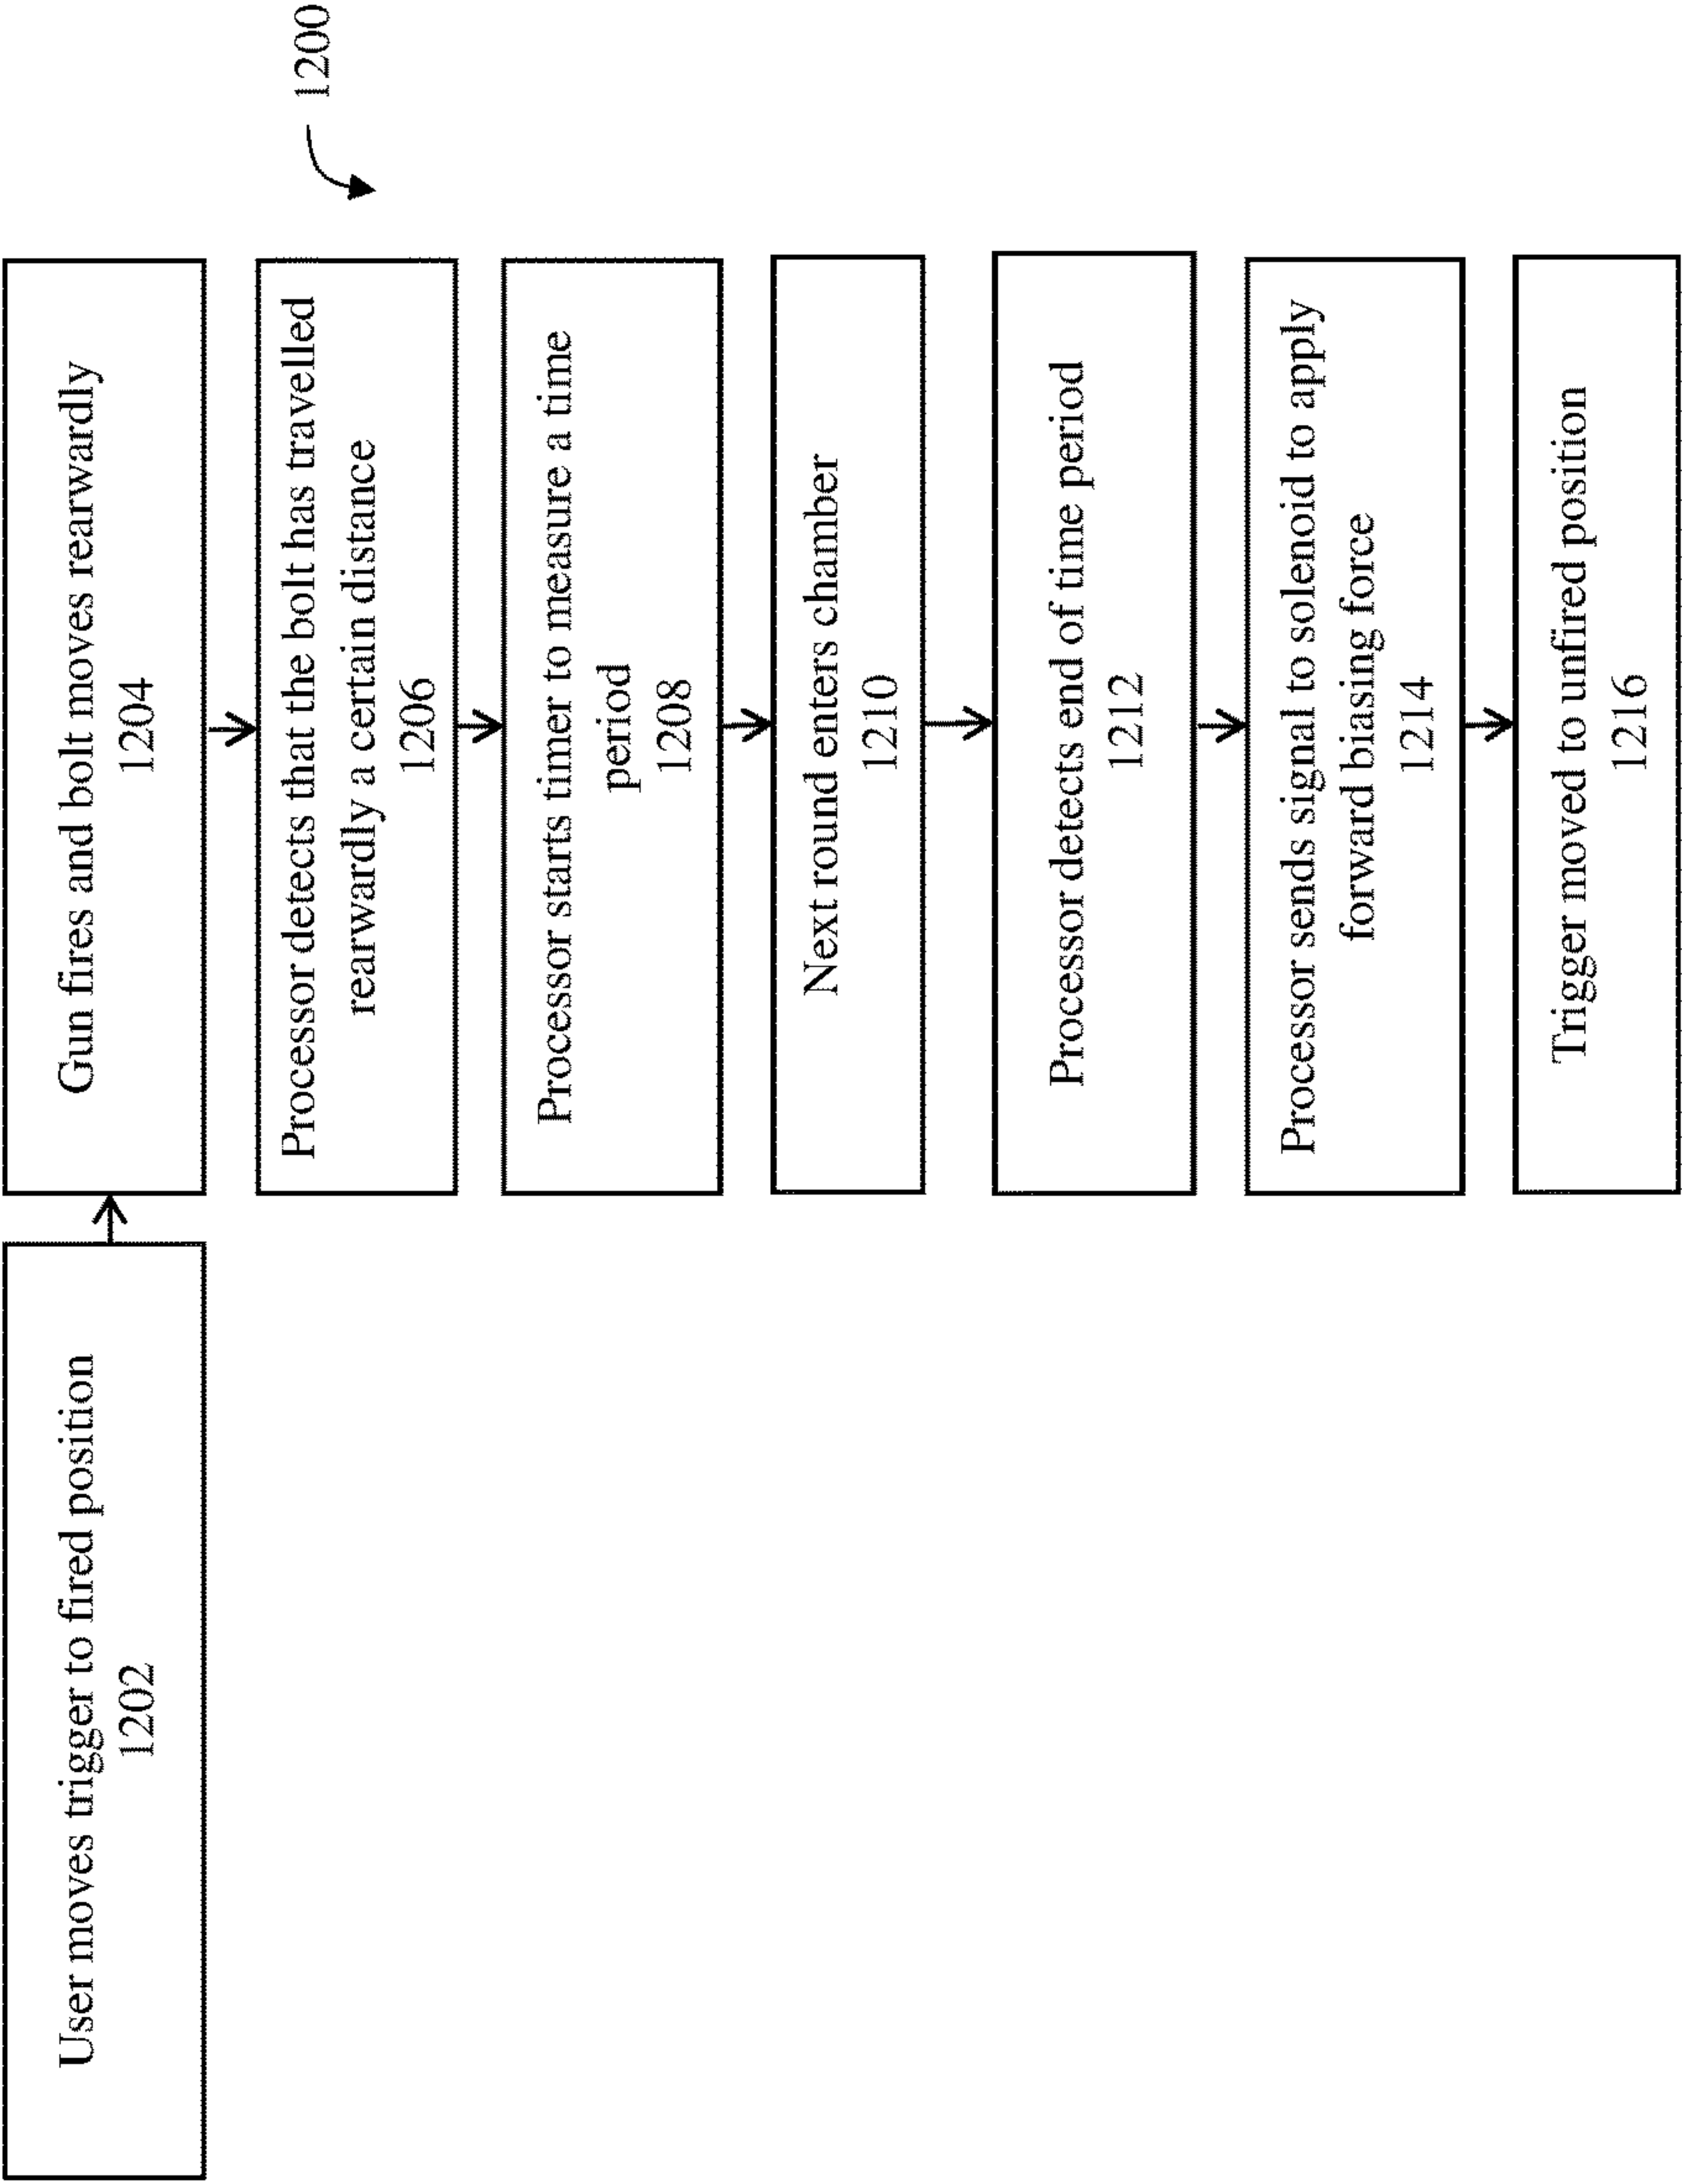 1200
User moves trigger to fired position
1202
Gun fires and bolt moves rearwardly
1204
Processor detects that the bolt has travelled
rearwardly a certain distance
1206
Processor starts timer to measure a time
period
1208
Next round enters chamber
1210
Processor detects end of time period
1212
Processor sends signal to solenoid to apply
forward biasing force
1214
Trigger moved to unfired position
1216